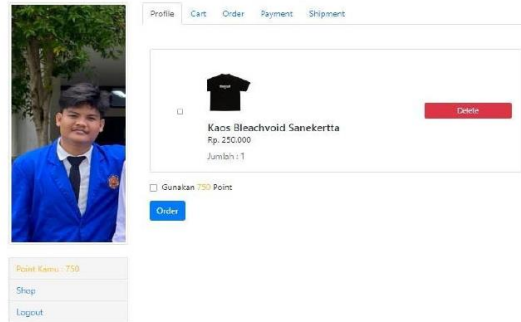 Profile Cart Order Payment Shipment
Kaos Bleachvoid Sanekertta
Rp. 250.000
Jumlah : 1
Delete
Gunakan 750 Point
Order
Point Kamu : 750
Shop
Logout